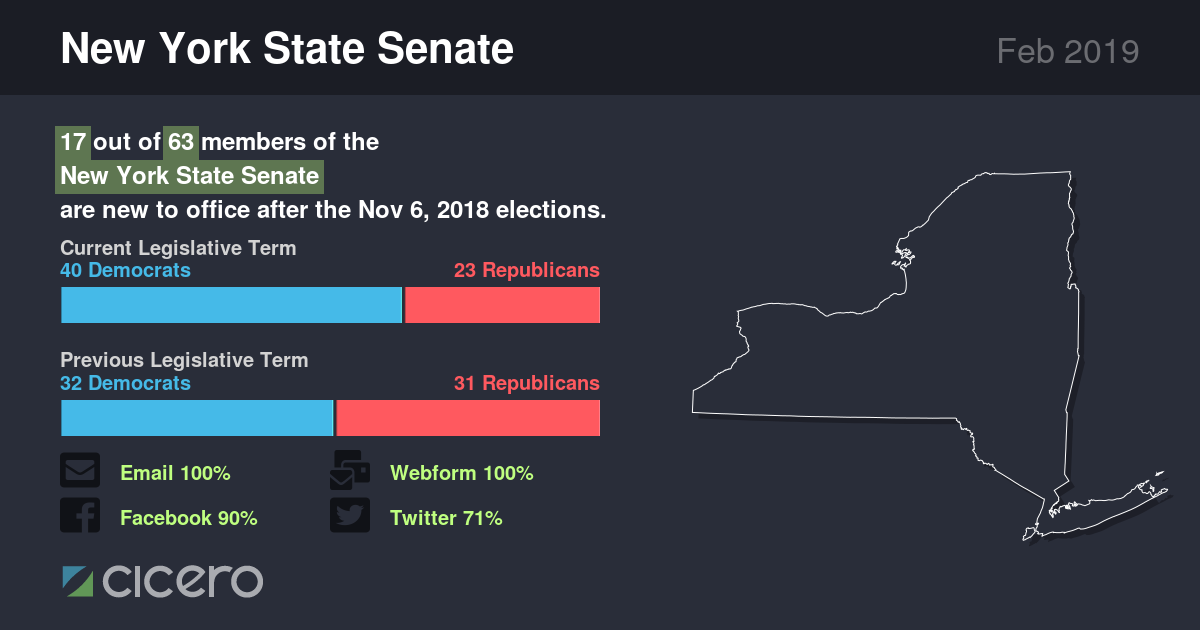 New York State Senate
Feb 2019
17 out of 63 members of the
New York State Senate
are new to office after the Nov 6, 2018 elections.
Current Legislative Term
40 Democrats 23 Republicans
Previous Legislative Term
32 Democrats 31 Republicans
Email 100% Webform 100%
Facebook 90% Twitter 71%
cicero